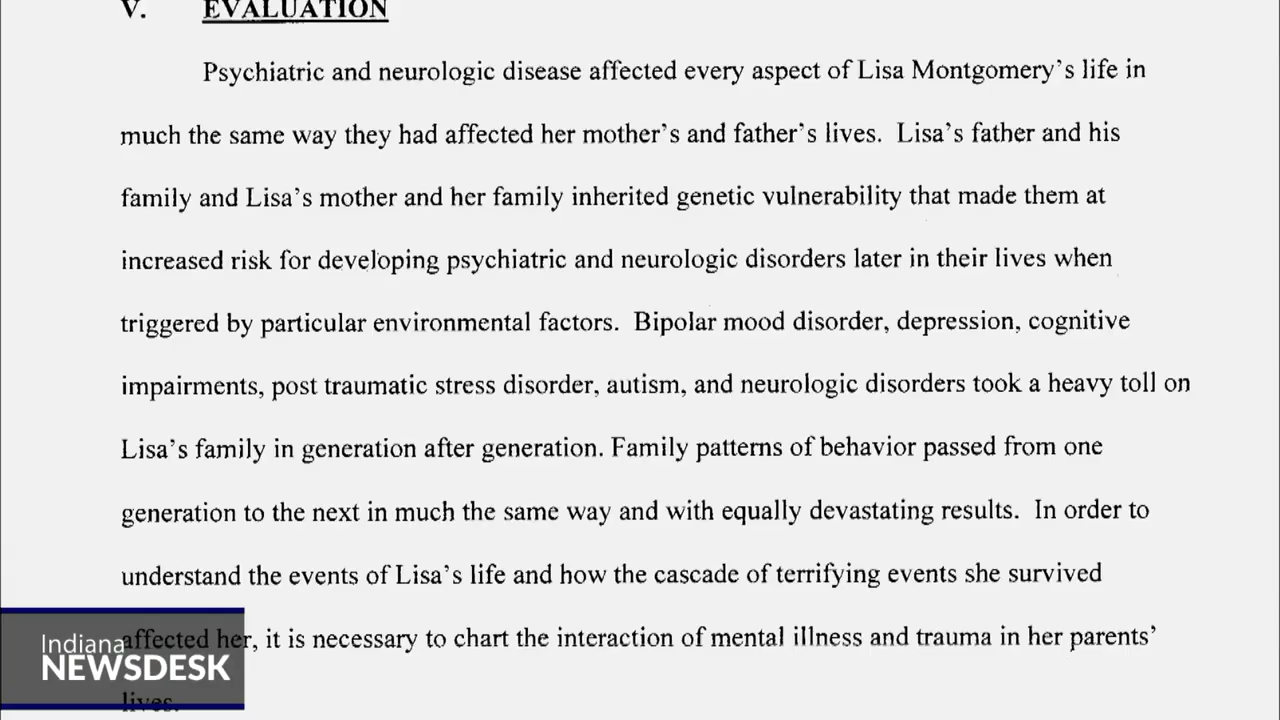 V. EVALUATION
Psychiatric and neurologic disease affected every aspect of Lisa Montgomery’s life in
much the same way they had affected her mother’s and father’s lives. Lisa’s father and his
family and Lisa’s mother and her family inherited genetic vulnerability that made them at
increased risk for developing psychiatric and neurologic disorders later in their lives when
triggered by particular environmental factors. Bipolar mood disorder, depression, cognitive
impairments, post traumatic stress disorder, autism, and neurologic disorders took a heavy toll on
Lisa’s family in generation after generation. Family patterns of behavior passed from one
generation to the next in much the same way and with equally devastating results. In order to
understand the events of Lisa’s life and how the cascade of terrifying events she survived
affected her, it is necessary to chart the interaction of mental illness and trauma in her parents’
lives.
Indiana
NEWSDESK